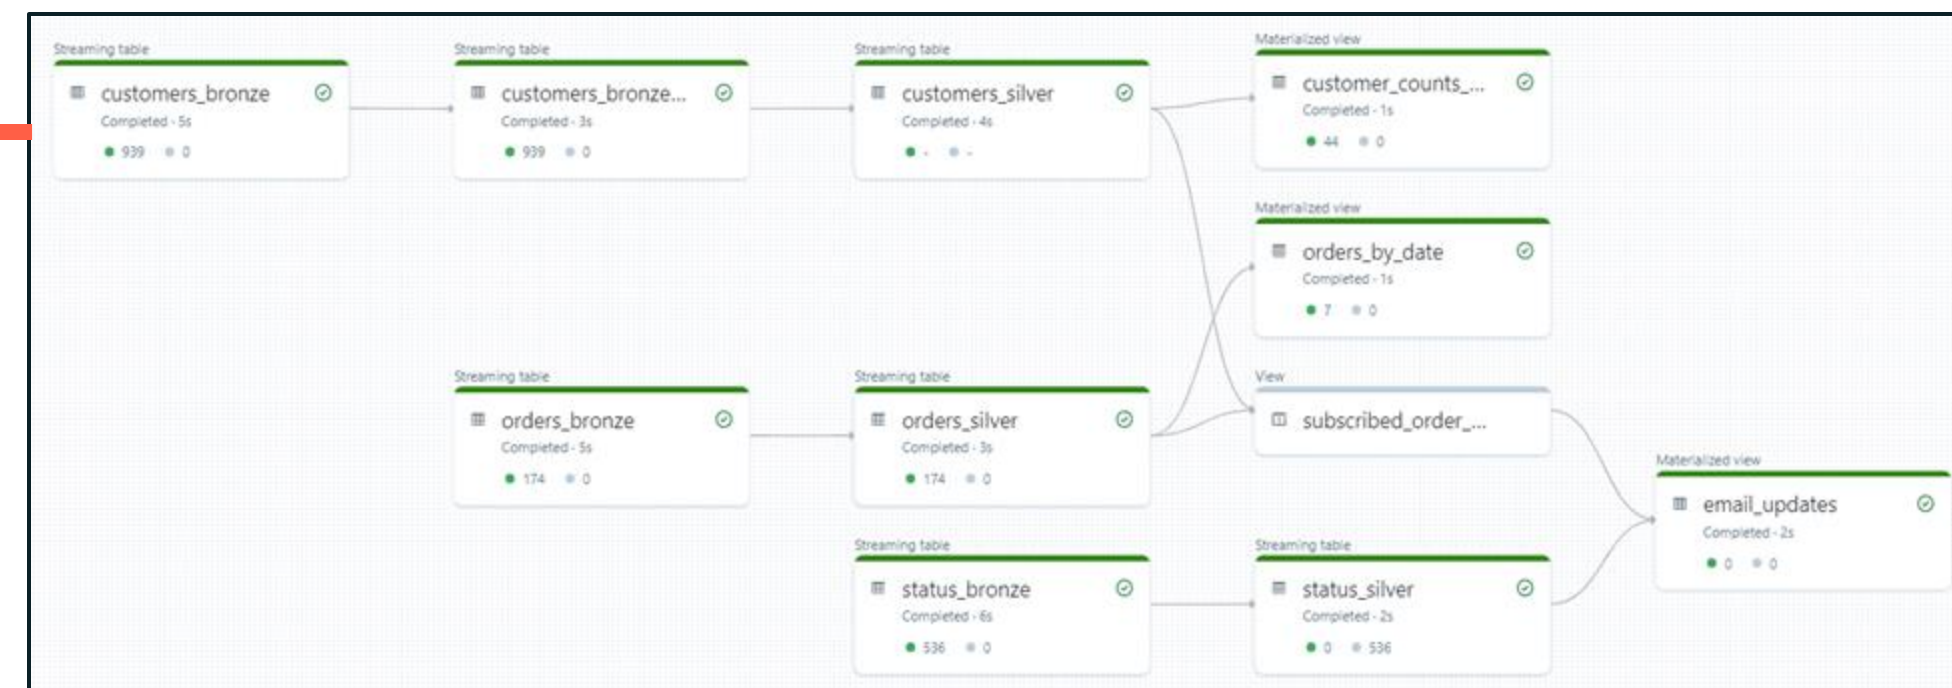 Streaming table
customers_bronze
Completed - 5s
939 0
Streaming table
customers_bronze...
Completed - 3s
939 0
Streaming table
customers_silver
Completed - 4s
- -
Materialized view
customer_counts_...
Completed - 1s
44 0
Materialized view
orders_by_date
Completed - 1s
7 0
Streaming table
orders_bronze
Completed - 5s
174 0
Streaming table
orders_silver
Completed - 3s
174 0
View
subscribed_order_...
Materialized view
email_updates
Completed - 2s
0 0
Streaming table
status_bronze
Completed - 6s
536 0
Streaming table
status_silver
Completed - 2s
0 536